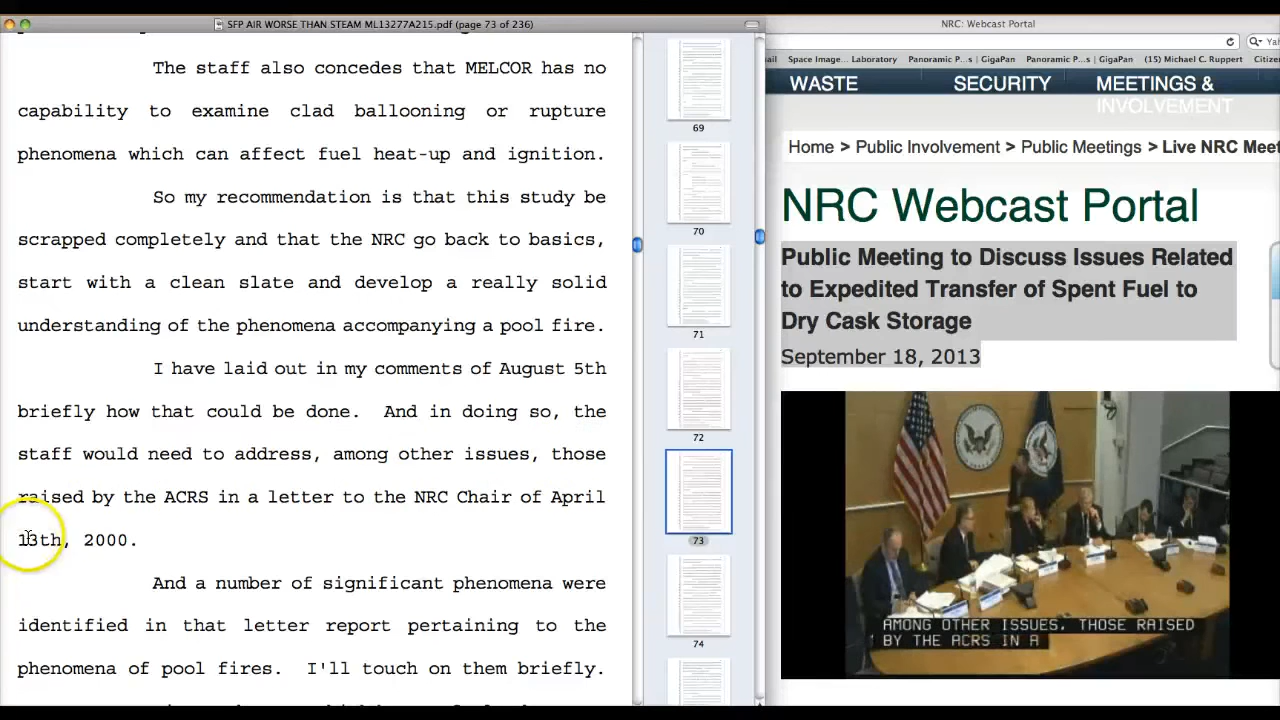 SFP AIR WORSE THAN STEAM ML13277A215.pdf (page 73 of 236)
The staff also concedes that MELCOR has no
capability to examine clad ballooning or rupture
phenomena which can affect fuel heat-up and ignition.
So my recommendation is that this study be
scrapped completely and that the NRC go back to basics,
start with a clean slate and develop a really solid
understanding of the phenomena accompanying a pool fire.
I have laid out in my comments of August 5th
briefly how that could be done. And in doing so, the
staff would need to address, among other issues, those
raised by the ACRS in a letter to the NRC Chair of April
13th, 2000.
And a number of significant phenomena were
identified in that letter report pertaining to the
phenomena of pool fires. I'll touch on them briefly.
69
70
71
72
73
74
NRC: Webcast Portal
Space Image... Laboratory Panoramic P...s GigaPan Panoramic P...s | GigaPan Michael C. Ruppert Citize
WASTE SECURITY MEETINGS &
INVOLVEMENT
Home > Public Involvement > Public Meetings > Live NRC Meet
NRC Webcast Portal
Public Meeting to Discuss Issues Related
to Expedited Transfer of Spent Fuel to
Dry Cask Storage
September 18, 2013
AMONG OTHER ISSUES, THOSE RAISED
BY THE ACRS IN A